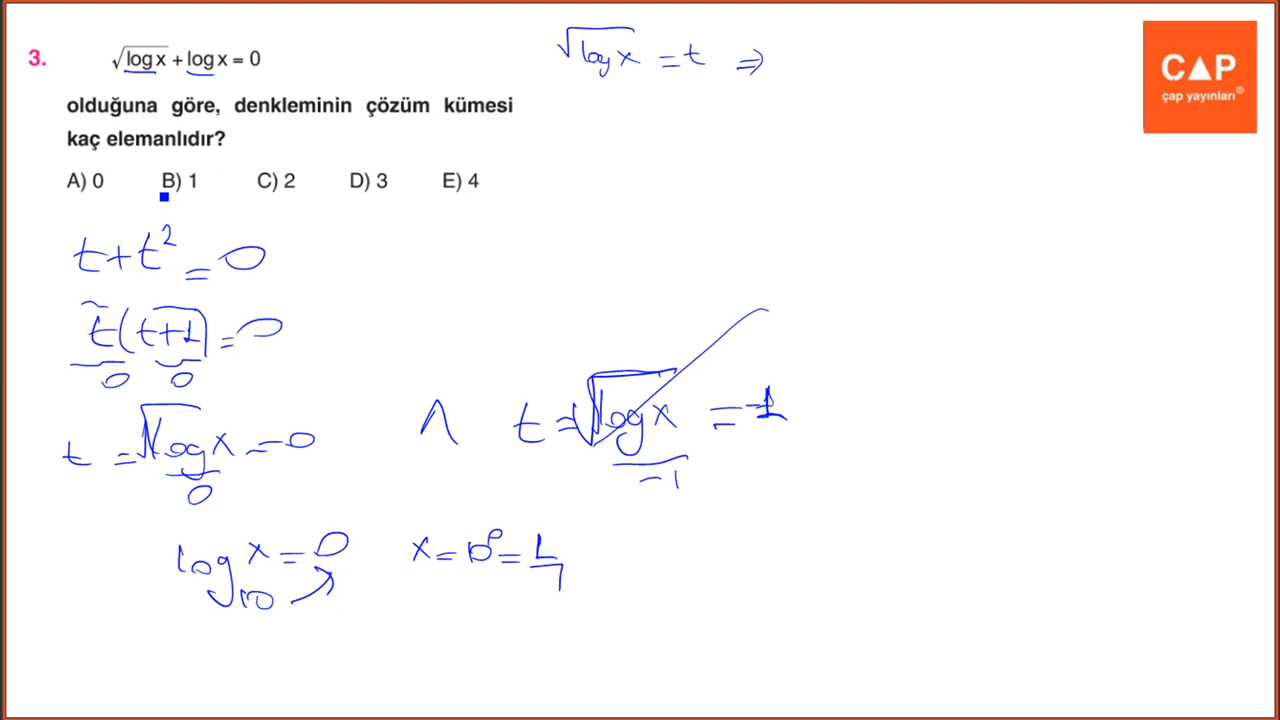 3. √log x + log x = 0
olduğuna göre, denkleminin çözüm kümesi
kaç elemanlıdır?
A) 0 B) 1 C) 2 D) 3 E) 4
√log x = t ⇒
CAP
çap yayınları®
t + t² = 0
t(t+1) = 0
0 0
t = √log x = 0 ∧ t = √log x = -1
0 -1
log₁₀ x = 0 x = 10⁰ = 1